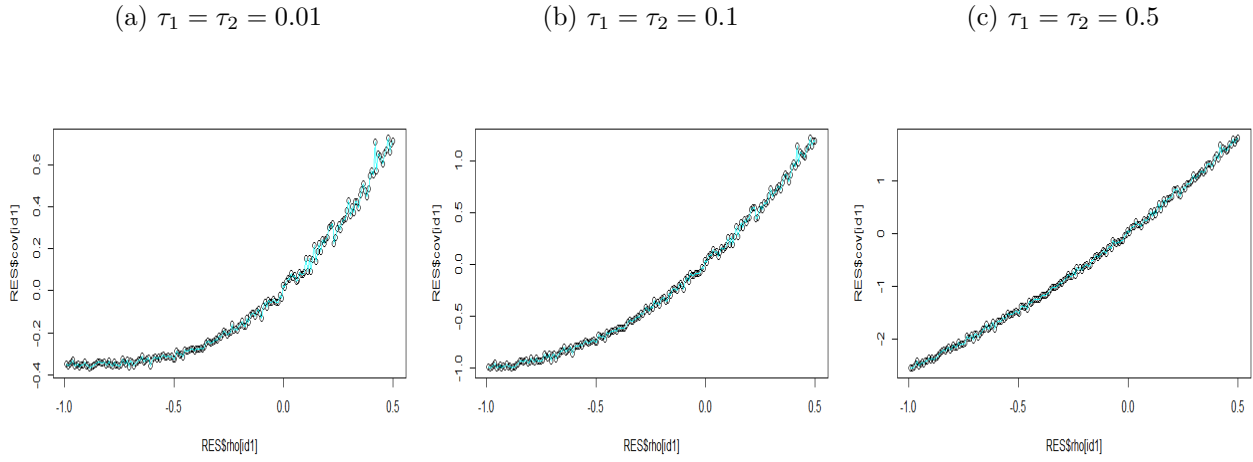 (a) τ₁ = τ₂ = 0.01
(b) τ₁ = τ₂ = 0.1
(c) τ₁ = τ₂ = 0.5
RES$cov[id1]
0.6
0.4
0.2
0.0
-0.2
-0.4
-1.0 -0.5 0.0 0.5
RES$rho[id1]
RES$cov[id1]
1.0
0.5
0.0
-0.5
-1.0
-1.0 -0.5 0.0 0.5
RES$rho[id1]
RES$cov[id1]
1
0
-1
-2
-1.0 -0.5 0.0 0.5
RES$rho[id1]